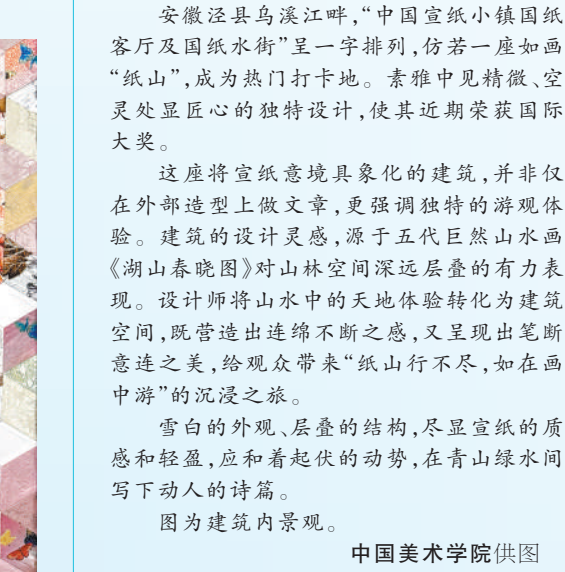 安徽泾县乌溪江畔，“中国宣纸小镇国纸
客厅及国纸水街”呈一字排列，仿若一座如画
“纸山”，成为热门打卡地。素雅中见精微、空
灵处显匠心的独特设计，使其近期荣获国际
大奖。
这座将宣纸意境具象化的建筑，并非仅
在外部造型上做文章，更强调独特的游观体
验。建筑的设计灵感，源于五代巨然山水画
《湖山春晓图》对山林空间深远层叠的有力表
现。设计师将山水中的天地体验转化为建筑
空间，既营造出连绵不断之感，又呈现出笔断
意连之美，给观众带来“纸山行不尽，如在画
中游”的沉浸之旅。
雪白的外观、层叠的结构，尽显宣纸的质
感和轻盈，应和着起伏的动势，在青山绿水间
写下动人的诗篇。
图为建筑内景观。
中国美术学院供图